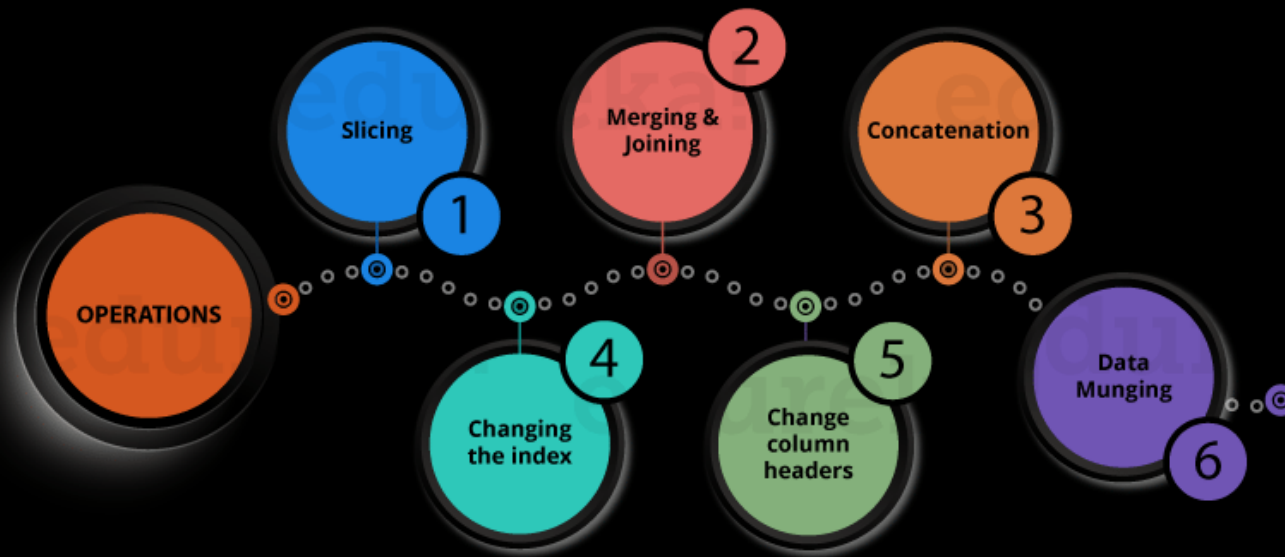 OPERATIONS
Slicing
1
Merging &
Joining
2
Concatenation
3
Changing
the index
4
Change
column
headers
5
Data
Munging
6